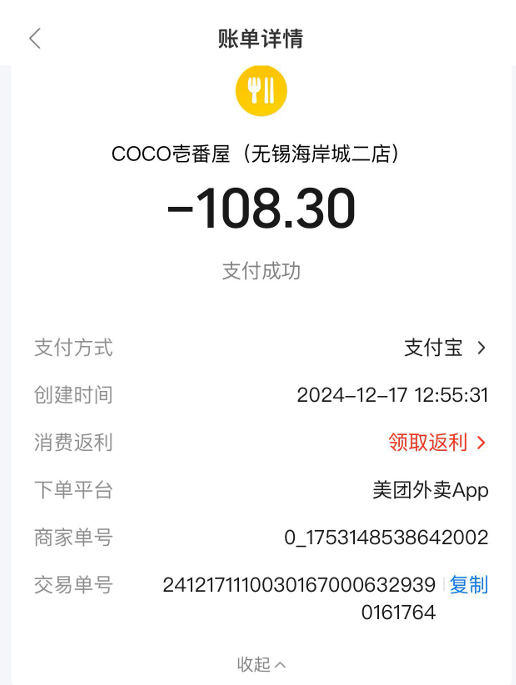 账单详情
COCO壱番屋（无锡海岸城二店）
-108.30
支付成功
支付方式 支付宝
创建时间 2024-12-17 12:55:31
消费返利 领取返利
下单平台 美团外卖App
商家单号 0_1753148538642002
交易单号 2412171110030167000632939 复制
0161764
收起